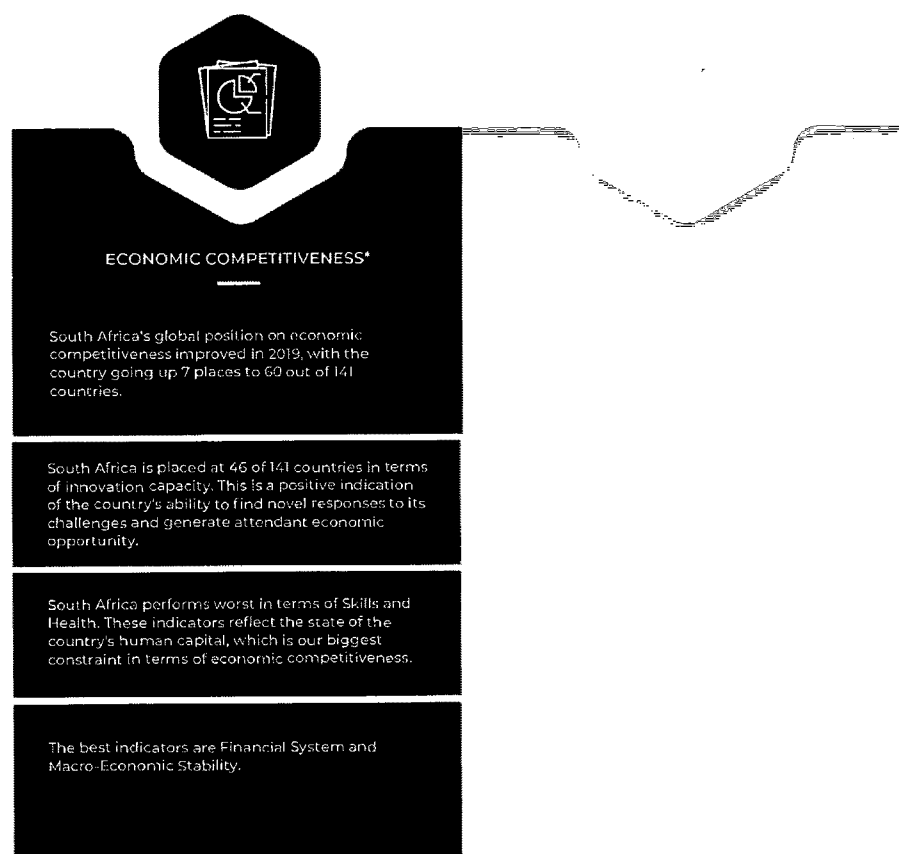 ECONOMIC COMPETITIVENESS*
South Africa's global position on economic
competitiveness improved in 2019, with the
country going up 7 places to 60 out of 141
countries.
South Africa is placed at 46 of 141 countries in terms
of innovation capacity. This is a positive indication
of the country's ability to find novel responses to its
challenges and generate attendant economic
opportunity.
South Africa performs worst in terms of Skills and
Health. These indicators reflect the state of the
country's human capital, which is our biggest
constraint in terms of economic competitiveness.
The best indicators are Financial System and
Macro-Economic Stability.